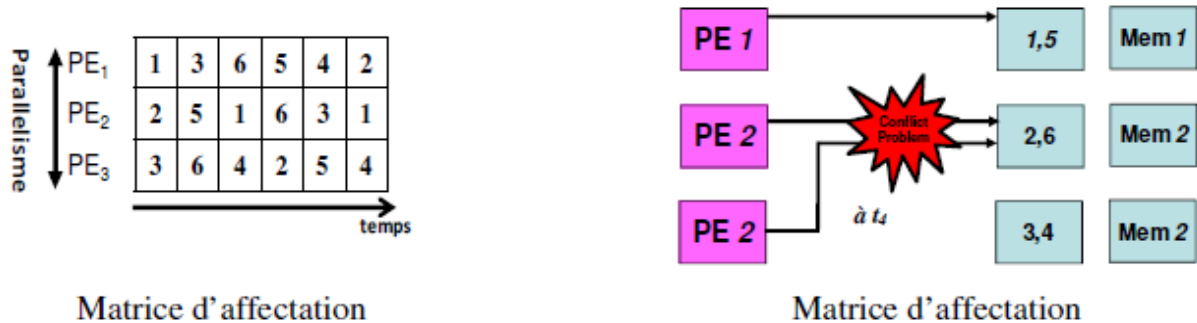 Parallelisme
PE1 1 3 6 5 4 2
PE2 2 5 1 6 3 1
PE3 3 6 4 2 5 4
temps
Matrice d'affectation
PE 1 1,5 Mem 1
PE 2 Conflict Problem 2,6 Mem 2
PE 2 à t4 3,4 Mem 2
Matrice d'affectation